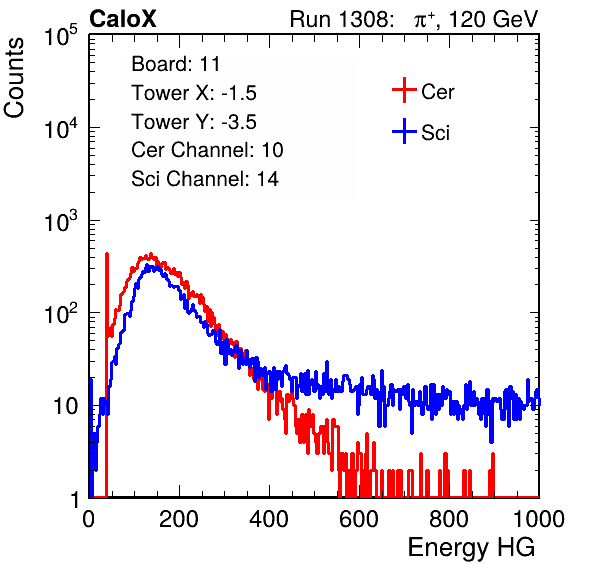 CaloX Run 1308: π⁺, 120 GeV
Counts
Board: 11
Tower X: -1.5
Tower Y: -3.5
Cer Channel: 10
Sci Channel: 14
Cer
Sci
10⁵
10⁴
10³
10²
10
1
0 200 400 600 800 1000
Energy HG